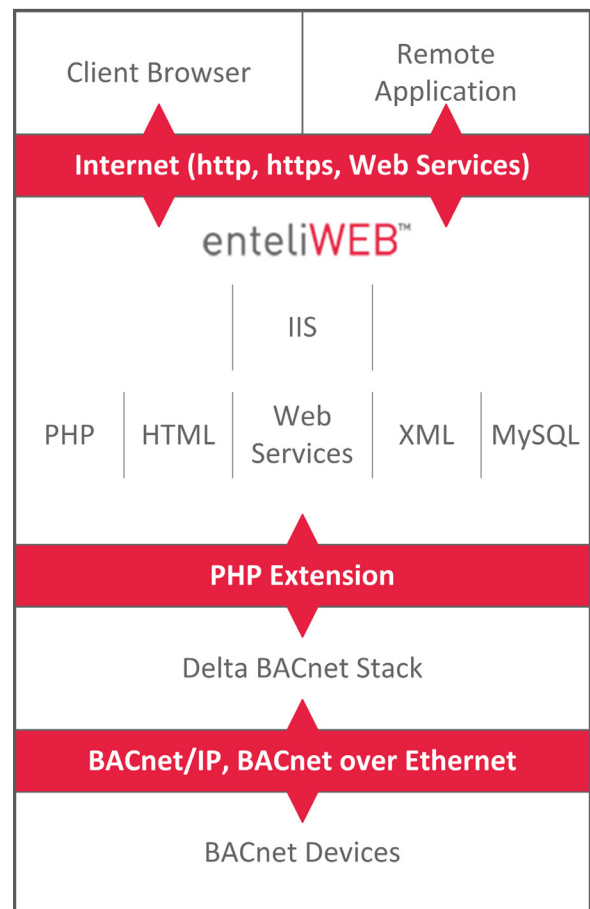 Client Browser
Remote
Application
Internet (http, https, Web Services)
enteliWEB™
IIS
PHP
HTML
Web
Services
XML
MySQL
PHP Extension
Delta BACnet Stack
BACnet/IP, BACnet over Ethernet
BACnet Devices